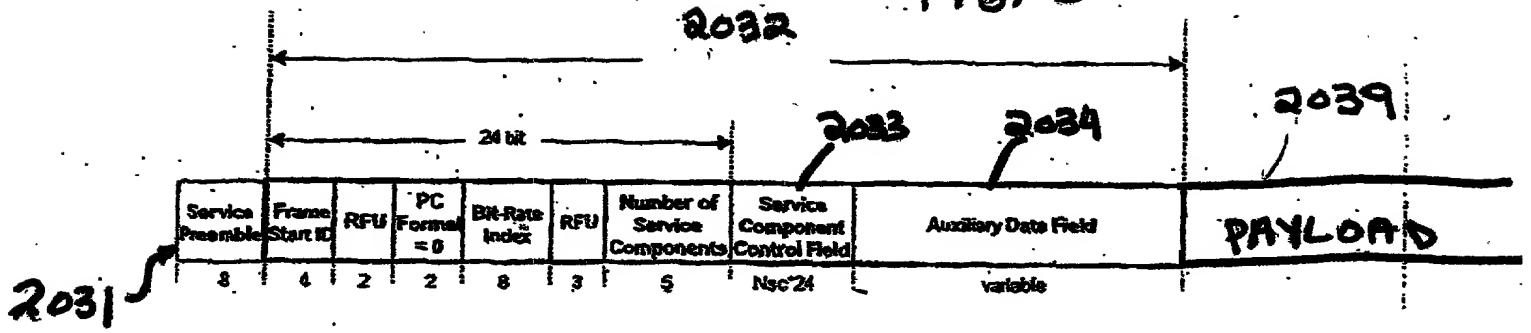 2032
24 bit
2033
2034
2039
Service Preamble
Frame Start ID
RFU
PC Format = 0
Bit-Rate Index
RFU
Number of Service Components
Service Component Control Field
Auxiliary Data Field
PAYLOAD
8
4
2
2
8
3
5
Nsc*24
variable
2031